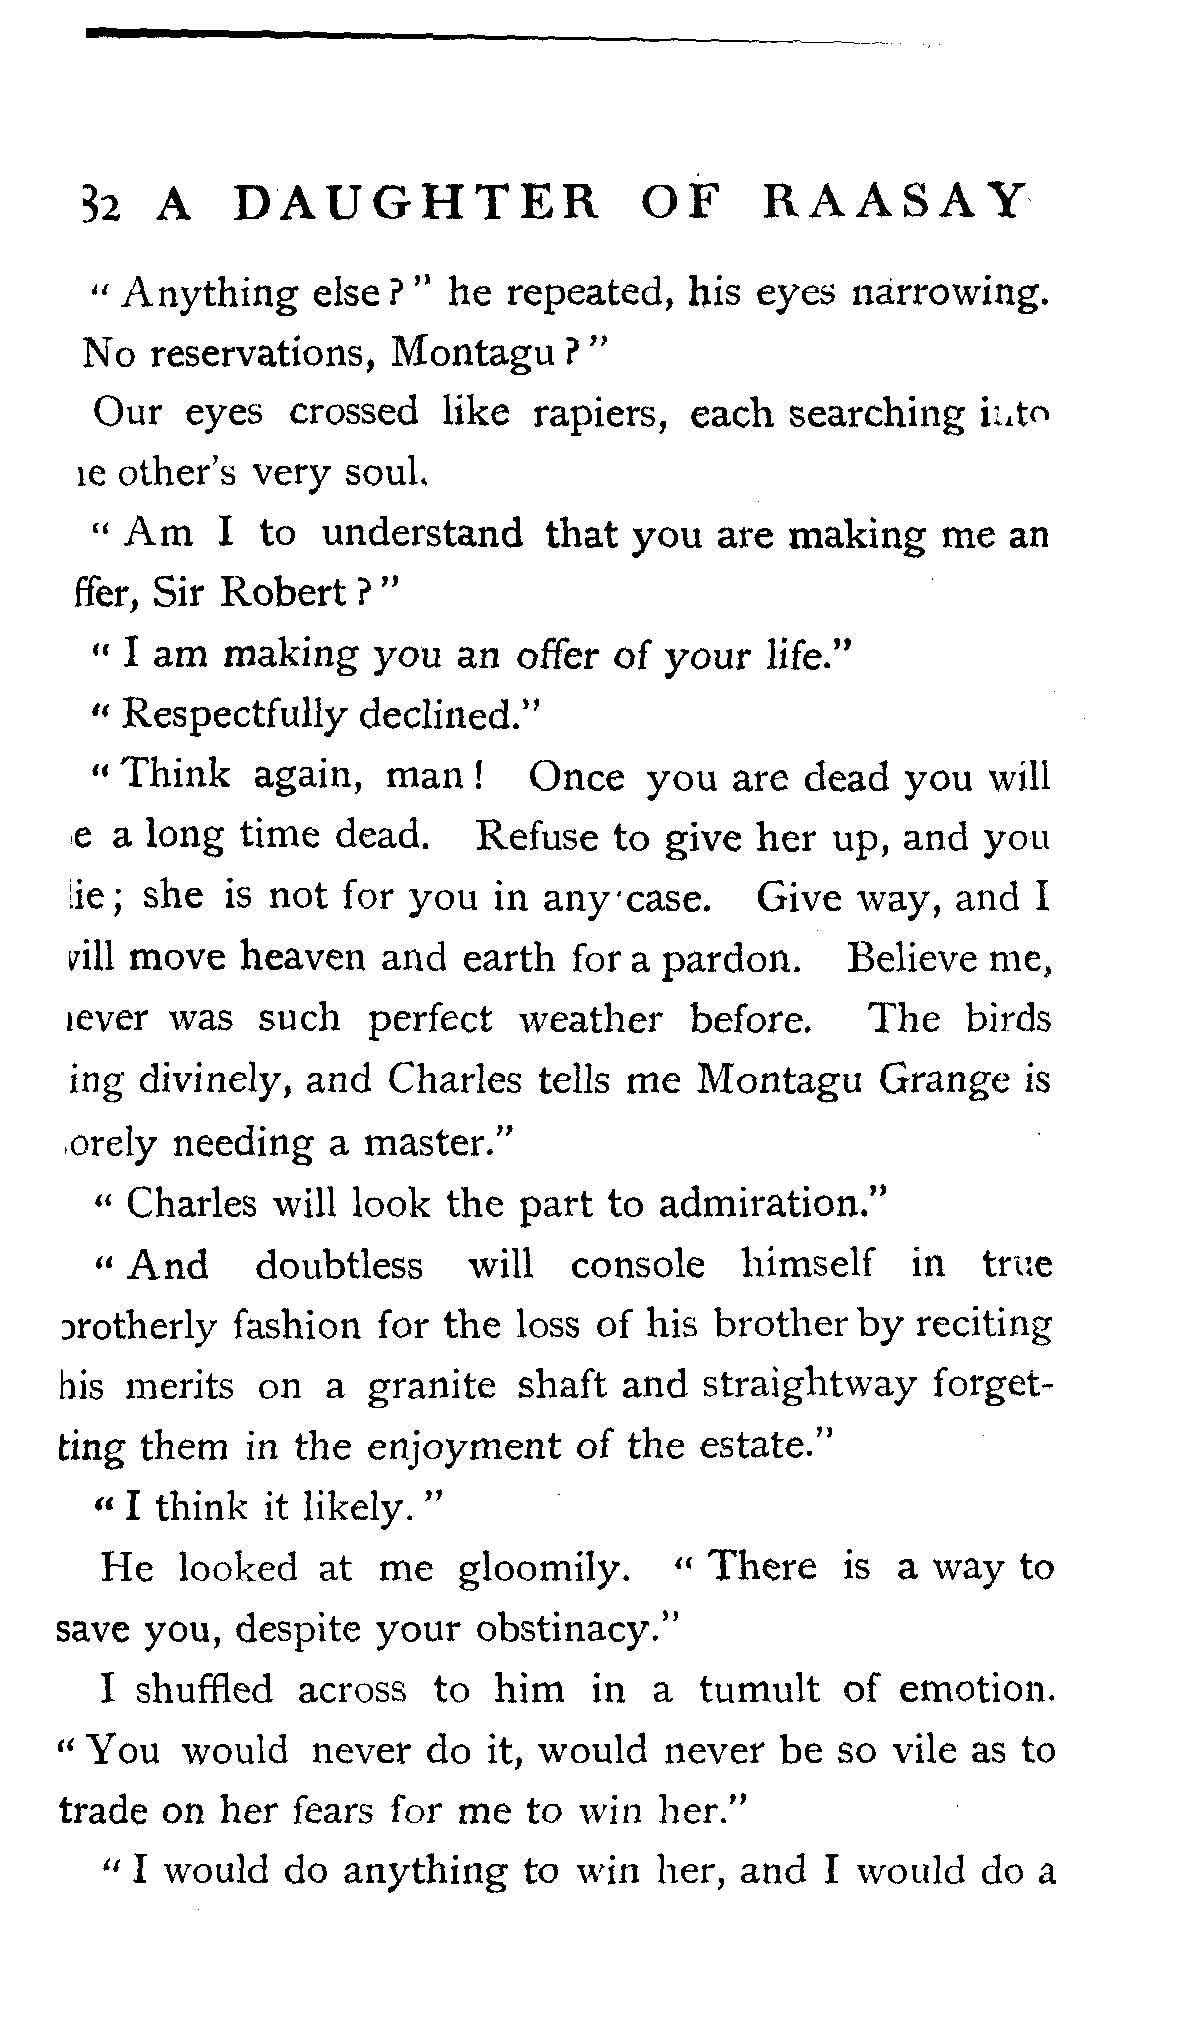 32 A DAUGHTER OF RAASAY
" Anything else ? " he repeated, his eyes narrowing.
No reservations, Montagu ? "
Our eyes crossed like rapiers, each searching into
other's very soul.
" Am I to understand that you are making me an
ffer, Sir Robert ? "
" I am making you an offer of your life."
" Respectfully declined."
" Think again, man ! Once you are dead you will
e a long time dead. Refuse to give her up, and you
ie ; she is not for you in any case. Give way, and I
will move heaven and earth for a pardon. Believe me,
ever was such perfect weather before. The birds
ing divinely, and Charles tells me Montagu Grange is
orely needing a master."
" Charles will look the part to admiration."
" And doubtless will console himself in true
brotherly fashion for the loss of his brother by reciting
his merits on a granite shaft and straightway forget-
ting them in the enjoyment of the estate."
" I think it likely. "
He looked at me gloomily. " There is a way to
save you, despite your obstinacy."
I shuffled across to him in a tumult of emotion.
" You would never do it, would never be so vile as to
trade on her fears for me to win her."
" I would do anything to win her, and I would do a